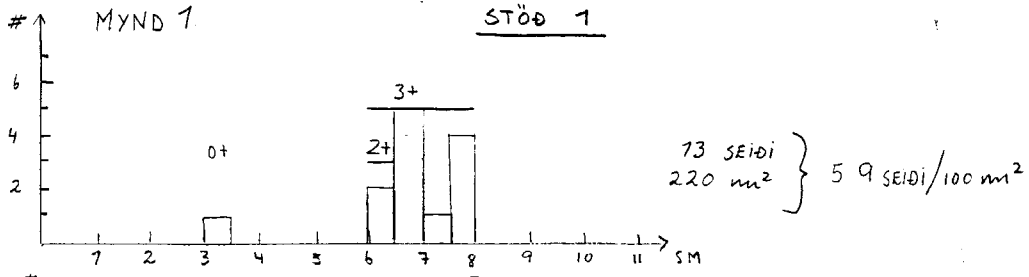 # MYND 1 STÖÐ 1
6
3+
4
0+ 2+
13 SEIÐI
220 m² } 5 9 SEIÐI/100 m²
2
1 2 3 4 5 6 7 8 9 10 11 SM